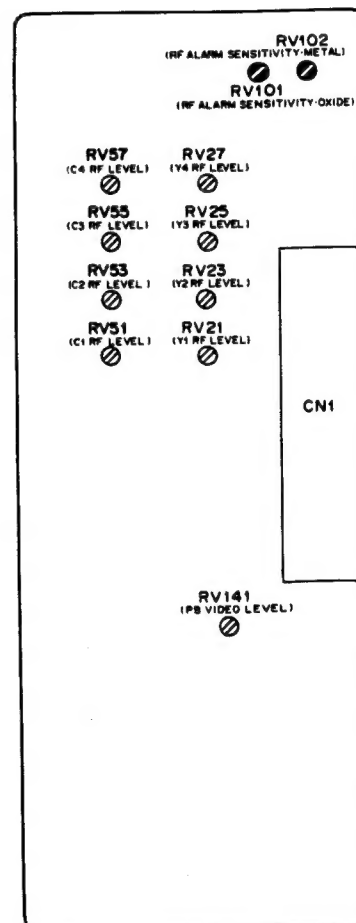 RV102
(RF ALARM SENSITIVITY-METAL)
RV101
(RF ALARM SENSITIVITY-OXIDE)
RV57
(C4 RF LEVEL)
RV27
(Y4 RF LEVEL)
RV55
(C3 RF LEVEL)
RV25
(Y3 RF LEVEL)
RV53
(C2 RF LEVEL)
RV23
(Y2 RF LEVEL)
RV51
(C1 RF LEVEL)
RV21
(Y1 RF LEVEL)
CN1
RV141
(PB VIDEO LEVEL)